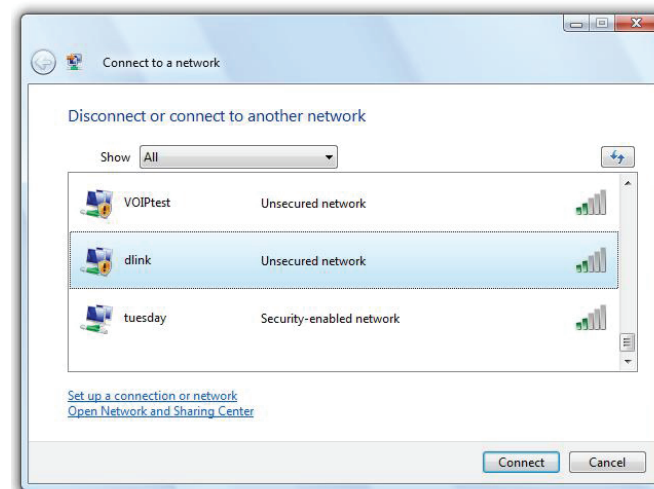 Connect to a network
Disconnect or connect to another network
Show All
VOIPtest Unsecured network
dlink Unsecured network
tuesday Security-enabled network
Set up a connection or network
Open Network and Sharing Center
Connect Cancel